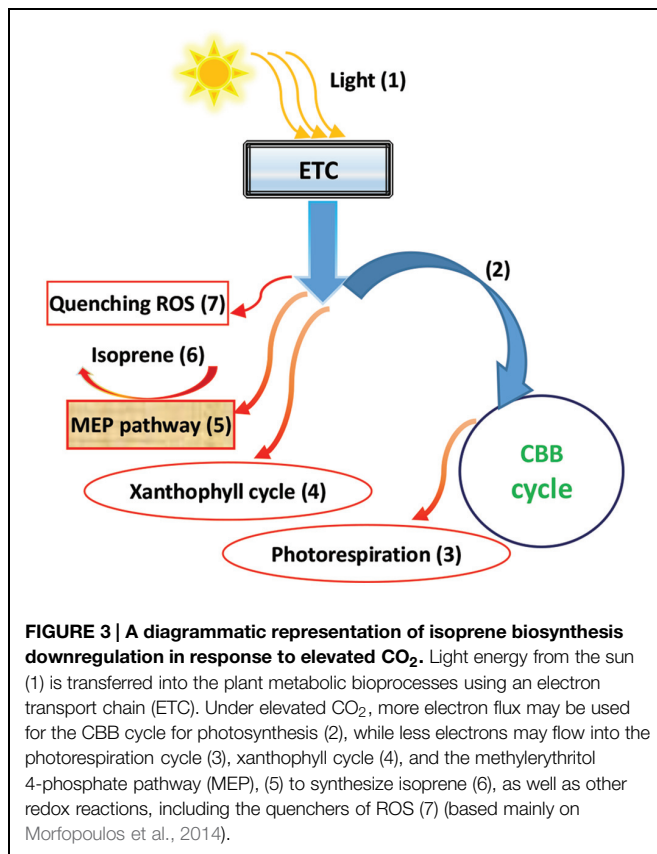 Light (1)
ETC
(2)
Quenching ROS (7)
Isoprene (6)
MEP pathway (5)
Xanthophyll cycle (4)
CBB
cycle
Photorespiration (3)
FIGURE 3 | A diagrammatic representation of isoprene biosynthesis
downregulation in response to elevated CO₂. Light energy from the sun
(1) is transferred into the plant metabolic bioprocesses using an electron
transport chain (ETC). Under elevated CO₂, more electron flux may be used
for the CBB cycle for photosynthesis (2), while less electrons may flow into the
photorespiration cycle (3), xanthophyll cycle (4), and the methylerythritol
4-phosphate pathway (MEP), (5) to synthesize isoprene (6), as well as other
redox reactions, including the quenchers of ROS (7) (based mainly on
Morfopoulos et al., 2014).